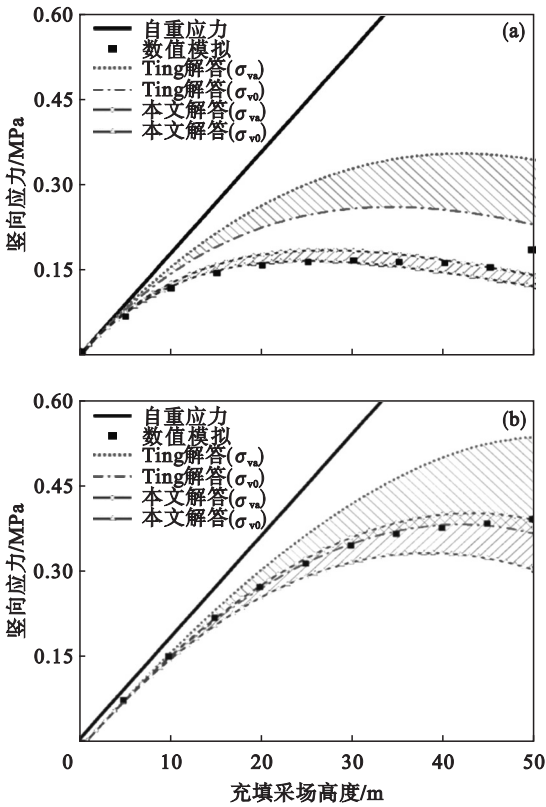 0.60
0.45
0.30
0.15
竖向应力/MPa
自重应力
数值模拟
Ting解答(σva)
Ting解答(σv0)
本文解答(σva)
本文解答(σv0)
(a)
0.60
0.45
0.30
0.15
竖向应力/MPa
自重应力
数值模拟
Ting解答(σva)
Ting解答(σv0)
本文解答(σva)
本文解答(σv0)
(b)
0 10 20 30 40 50
充填采场高度/m